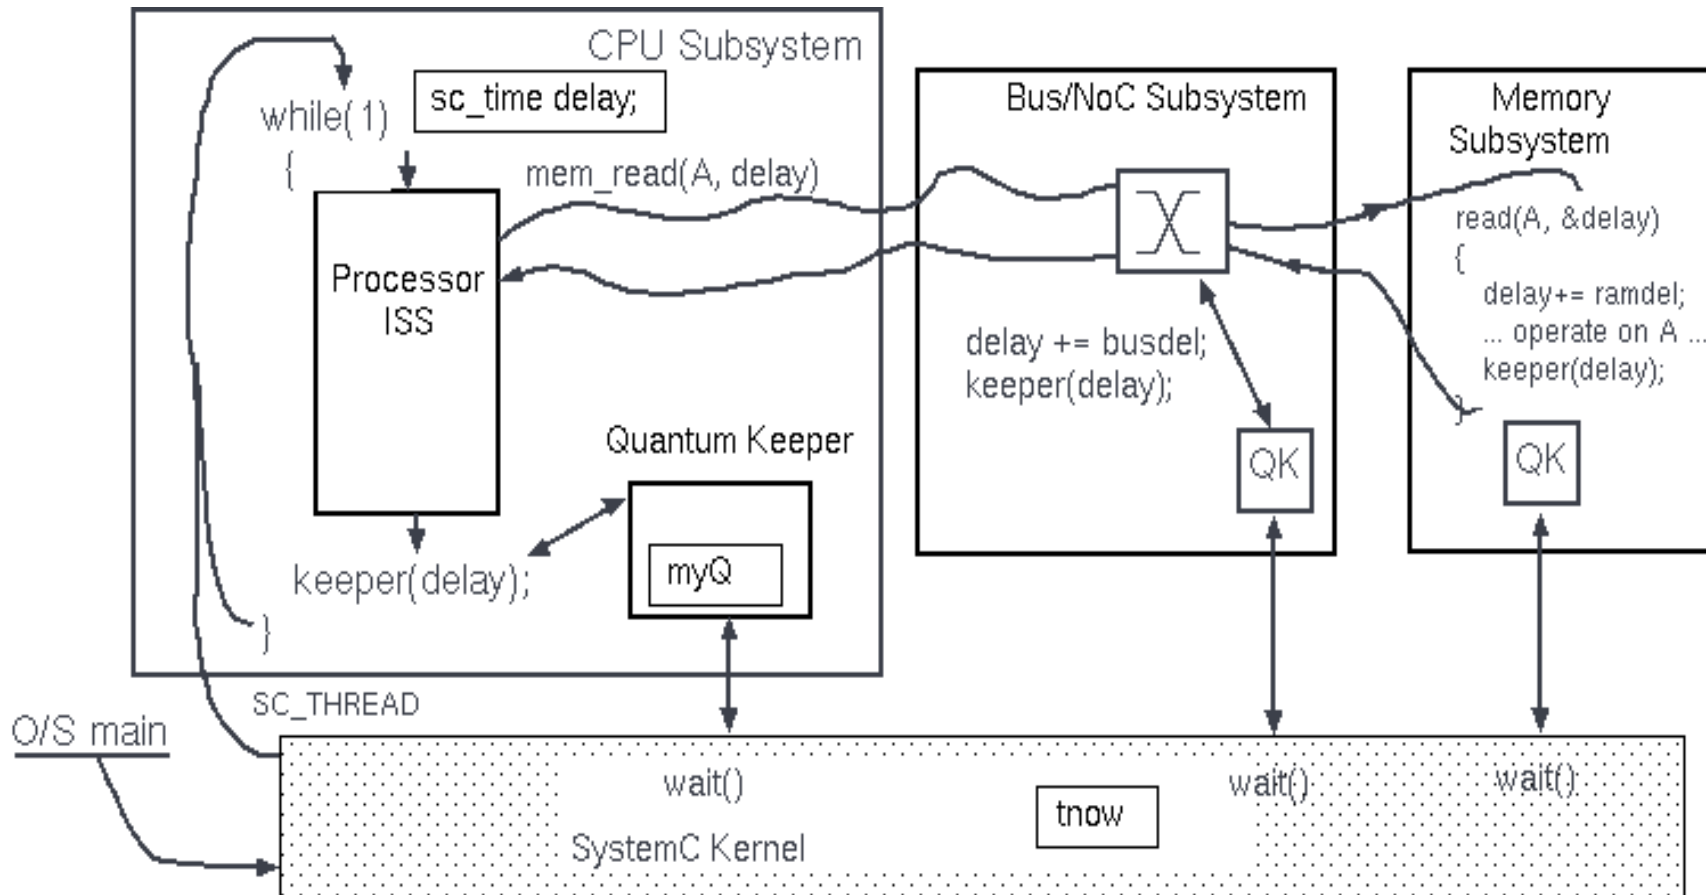 CPU Subsystem
sc_time delay;
while(1)
{
mem_read(A, delay)
Processor
ISS
Quantum Keeper
myQ
keeper(delay);
}
Bus/NoC Subsystem
delay += busdel;
keeper(delay);
QK
Memory
Subsystem
read(A, &delay)
{
delay+= ramdel;
... operate on A ...
keeper(delay);
}
QK
SC_THREAD
O/S main
wait()
wait()
wait()
tnow
SystemC Kernel